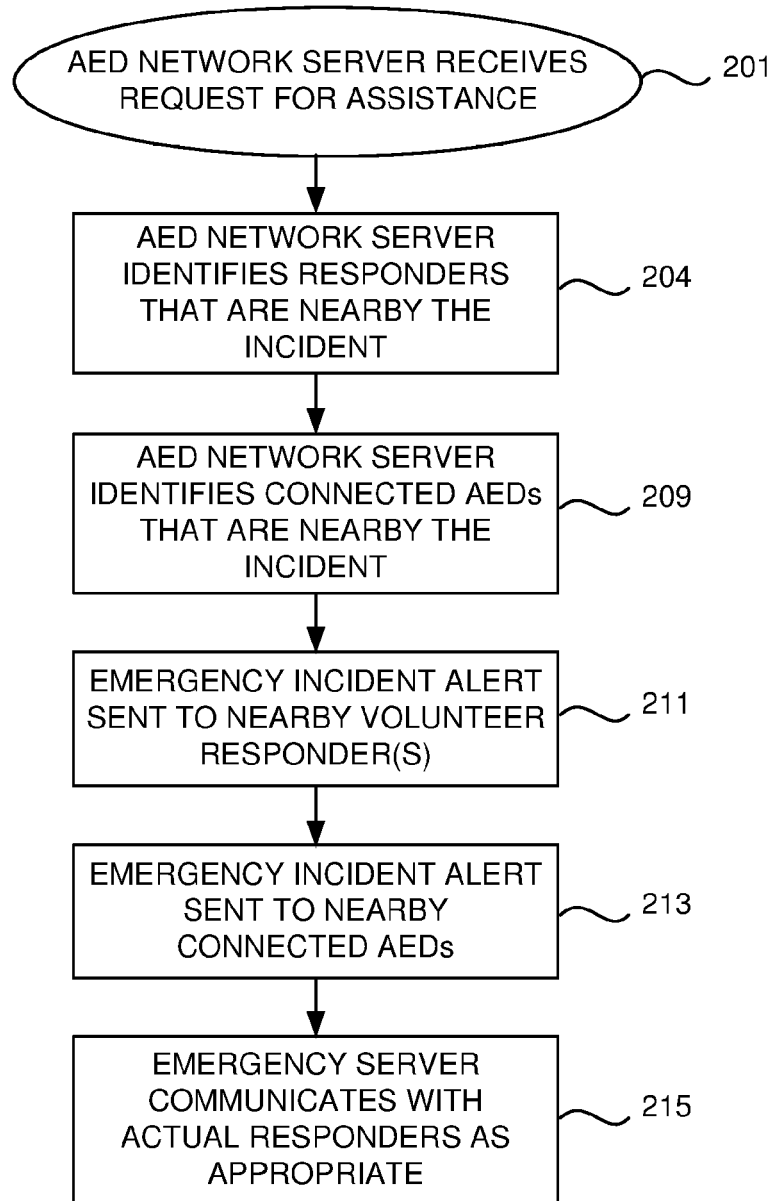 AED NETWORK SERVER RECEIVES
REQUEST FOR ASSISTANCE
201
AED NETWORK SERVER
IDENTIFIES RESPONDERS
THAT ARE NEARBY THE
INCIDENT
204
AED NETWORK SERVER
IDENTIFIES CONNECTED AEDs
THAT ARE NEARBY THE
INCIDENT
209
EMERGENCY INCIDENT ALERT
SENT TO NEARBY VOLUNTEER
RESPONDER(S)
211
EMERGENCY INCIDENT ALERT
SENT TO NEARBY
CONNECTED AEDs
213
EMERGENCY SERVER
COMMUNICATES WITH
ACTUAL RESPONDERS AS
APPROPRIATE
215